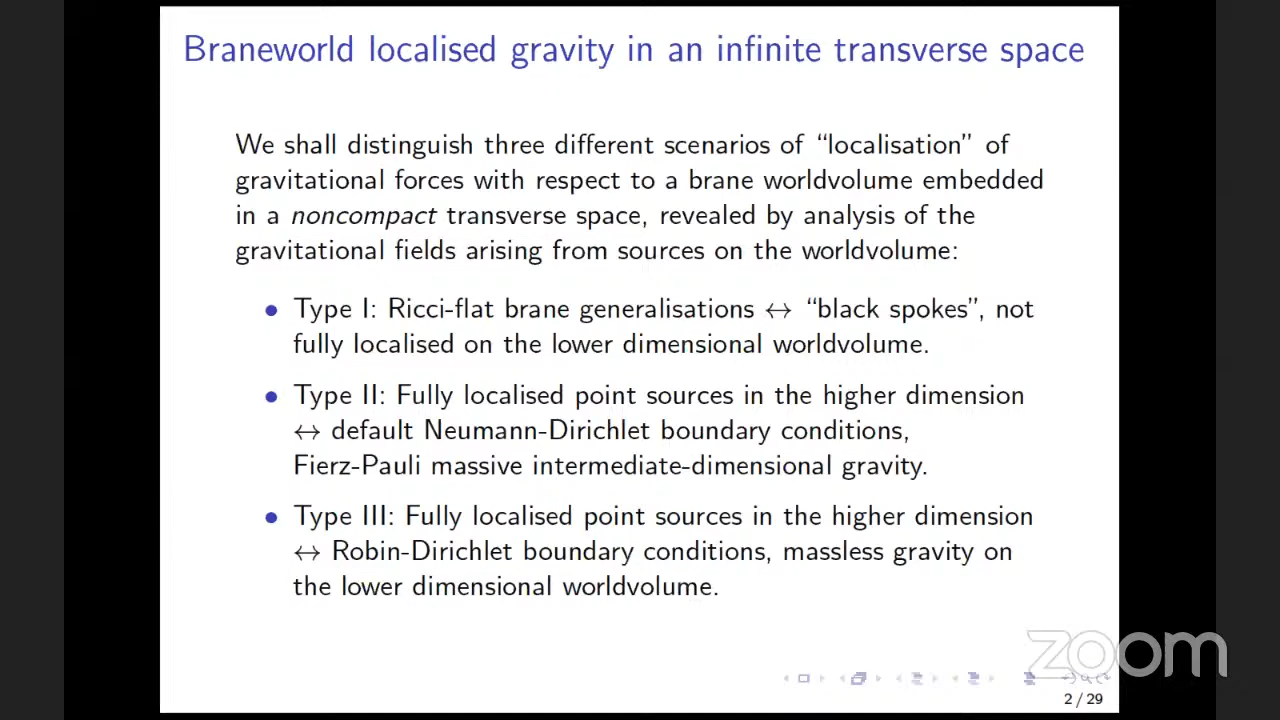 Braneworld localised gravity in an infinite transverse space
We shall distinguish three different scenarios of “localisation” of
gravitational forces with respect to a brane worldvolume embedded
in a noncompact transverse space, revealed by analysis of the
gravitational fields arising from sources on the worldvolume:
• Type I: Ricci-flat brane generalisations ↔ “black spokes”, not
fully localised on the lower dimensional worldvolume.
• Type II: Fully localised point sources in the higher dimension
↔ default Neumann-Dirichlet boundary conditions,
Fierz-Pauli massive intermediate-dimensional gravity.
• Type III: Fully localised point sources in the higher dimension
↔ Robin-Dirichlet boundary conditions, massless gravity on
the lower dimensional worldvolume.
zoom
2 / 29